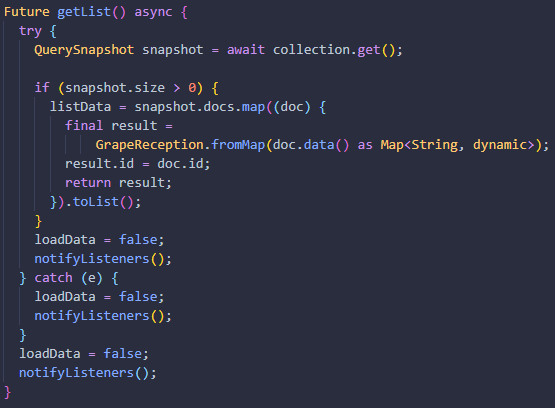 Future getList() async {
  try {
    QuerySnapshot snapshot = await collection.get();

    if (snapshot.size > 0) {
      listData = snapshot.docs.map((doc) {
        final result =
            GrapeReception.fromMap(doc.data() as Map<String, dynamic>);
        result.id = doc.id;
        return result;
      }).toList();
    }
    loadData = false;
    notifyListeners();
  } catch (e) {
    loadData = false;
    notifyListeners();
  }
  loadData = false;
  notifyListeners();
}